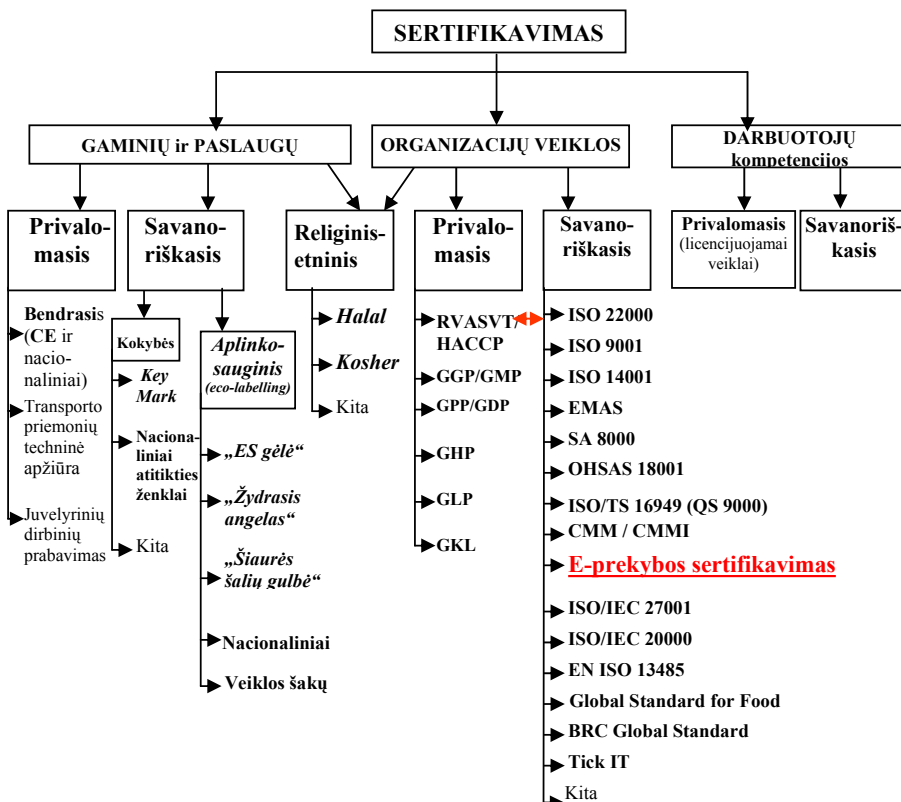 SERTIFIKAVIMAS
GAMINIŲ ir PASLAUGŲ
ORGANIZACIJŲ VEIKLOS
DARBUOTOJŲ
kompetencijos
Privalo-
masis
Savano-
riškasis
Religinis-
etninis
Privalo-
masis
Savano-
riškasis
Privalomasis
(licencijuojamai
veiklai)
Savanoriš-
kasis
Bendrasis
(CE ir
nacio-
naliniai)
Transporto
priemonių
techninė
apžiūra
Juvelyrinių
dirbinių
prabavimas
Kokybės
Key
Mark
Naciona-
liniai
atitikties
ženklai
Kita
Aplinko-
sauginis
(eco-labelling)
„ES gėlė“
„Žydrasis
angelas“
„Šiaurės
šalių gulbė“
Nacionaliniai
Veiklos šakų
Halal
Kosher
Kita
RVASVT/
HACCP
GGP/GMP
GPP/GDP
GHP
GLP
GKL
ISO 22000
ISO 9001
ISO 14001
EMAS
SA 8000
OHSAS 18001
ISO/TS 16949 (QS 9000)
CMM / CMMI
E-prekybos sertifikavimas
ISO/IEC 27001
ISO/IEC 20000
EN ISO 13485
Global Standard for Food
BRC Global Standard
Tick IT
Kita